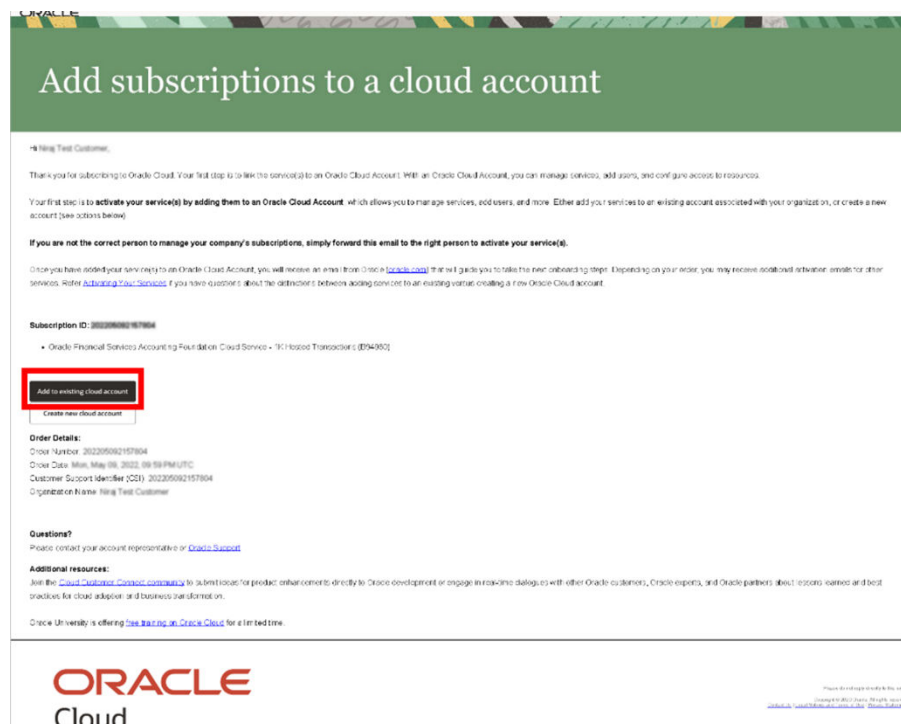 ORACLE
Add subscriptions to a cloud account
Hi Niraj Test Customer,
Thank you for subscribing to Oracle Cloud. Your first step is to link the service(s) to an Oracle Cloud Account. With an Oracle Cloud Account, you can manage services, add users, and configure access to resources.
Your first step is to activate your service(s) by adding them to an Oracle Cloud Account, which allows you to manage services, add users, and more. Either add your services to an existing account associated with your organization, or create a new
account (see options below)
If you are not the correct person to manage your company's subscriptions, simply forward this email to the right person to activate your service(s).
Once you have added your service(s) to an Oracle Cloud Account, you will receive an email from Oracle (oracle.com) that will guide you to take the next onboarding steps. Depending on your order, you may receive additional activation emails for other
services. Refer Activating Your Services if you have questions about the distinctions between adding services to an existing versus creating a new Oracle Cloud account.
Subscription ID: 202205092157804
• Oracle Financial Services Accounting Foundation Cloud Service - 1K Hosted Transactions (B94060)
Add to existing cloud account
Create new cloud account
Order Details:
Order Number: 202205092157804
Order Date: Mon, May 09, 2022, 09:59 PM UTC
Customer Support Identifier (CSI): 202205092157804
Organization Name: Niraj Test Customer
Questions?
Please contact your account representative or Oracle Support
Additional resources:
Join the Cloud Customer Connect community to submit ideas for product enhancements directly to Oracle development or engage in real-time dialogues with other Oracle customers, Oracle experts, and Oracle partners about lessons learned and best
practices for cloud adoption and business transformation.
Oracle University is offering free training on Oracle Cloud for a limited time.
ORACLE
Cloud